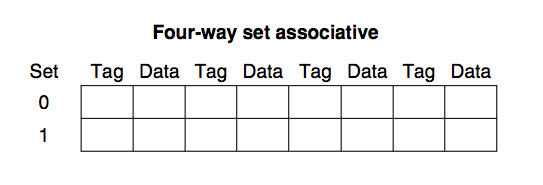 Four-way set associative
Set Tag Data Tag Data Tag Data Tag Data
0
1